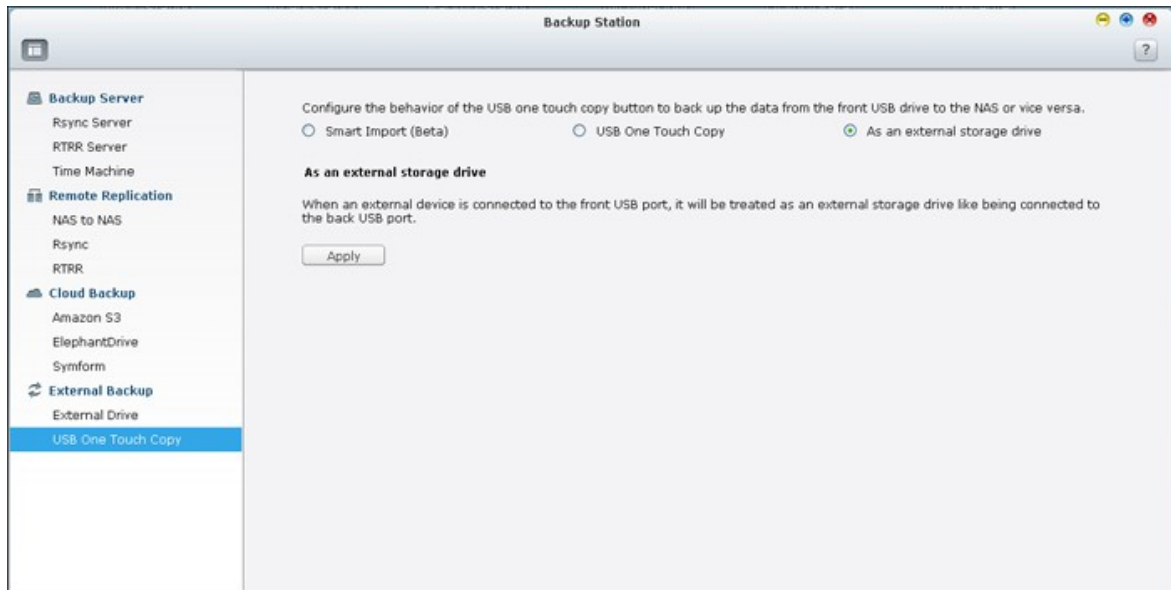 Backup Station
?
Backup Server
Rsync Server
RTRR Server
Time Machine
Remote Replication
NAS to NAS
Rsync
RTRR
Cloud Backup
Amazon S3
ElephantDrive
Symform
External Backup
External Drive
USB One Touch Copy
Configure the behavior of the USB one touch copy button to back up the data from the front USB drive to the NAS or vice versa.
Smart Import (Beta) USB One Touch Copy As an external storage drive
As an external storage drive
When an external device is connected to the front USB port, it will be treated as an external storage drive like being connected to
the back USB port.
Apply